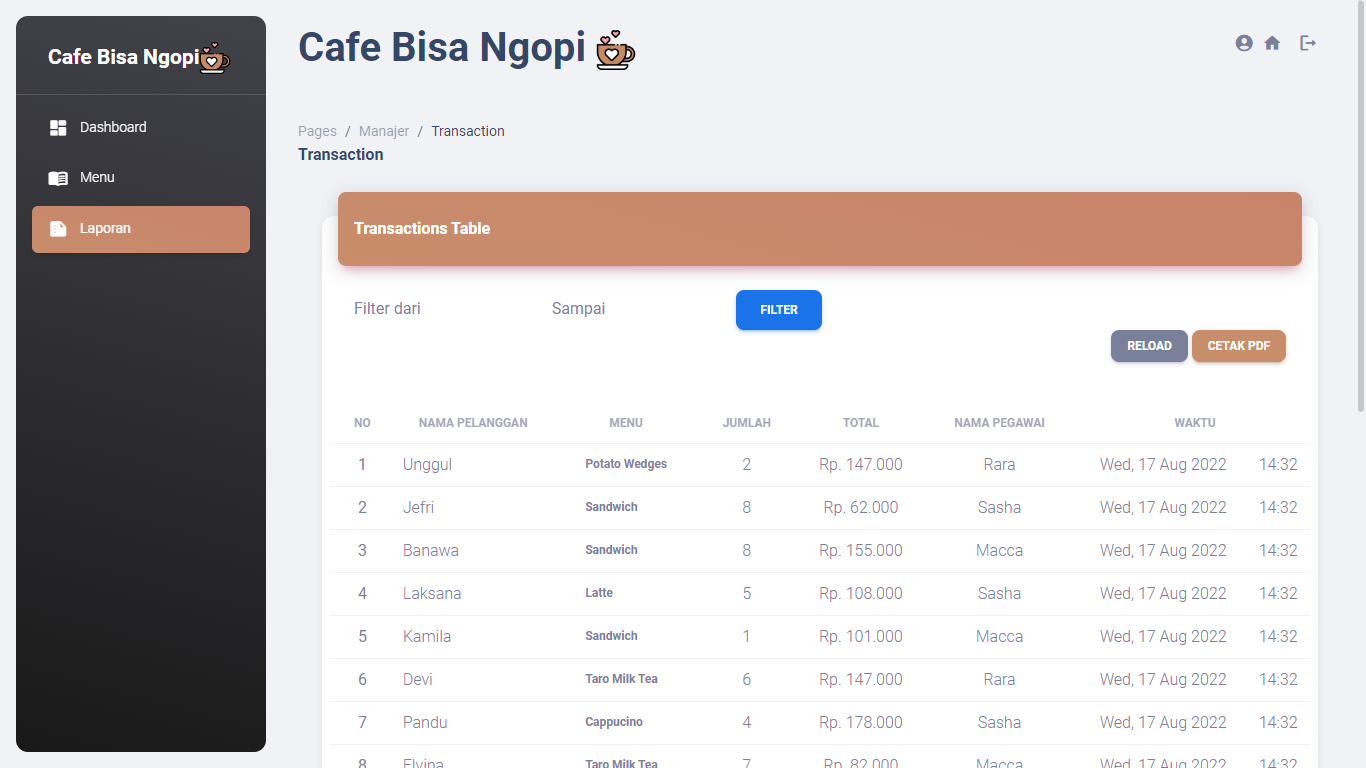 Cafe Bisa Ngopi
Dashboard
Menu
Laporan
Cafe Bisa Ngopi
Pages / Manajer / Transaction
Transaction
Transactions Table
Filter dari Sampai FILTER
RELOAD CETAK PDF
NO NAMA PELANGGAN MENU JUMLAH TOTAL NAMA PEGAWAI WAKTU
1 Unggul Potato Wedges 2 Rp. 147.000 Rara Wed, 17 Aug 2022 14:32
2 Jefri Sandwich 8 Rp. 62.000 Sasha Wed, 17 Aug 2022 14:32
3 Banawa Sandwich 8 Rp. 155.000 Macca Wed, 17 Aug 2022 14:32
4 Laksana Latte 5 Rp. 108.000 Sasha Wed, 17 Aug 2022 14:32
5 Kamila Sandwich 1 Rp. 101.000 Macca Wed, 17 Aug 2022 14:32
6 Devi Taro Milk Tea 6 Rp. 147.000 Rara Wed, 17 Aug 2022 14:32
7 Pandu Cappucino 4 Rp. 178.000 Sasha Wed, 17 Aug 2022 14:32
8 Elvina Taro Milk Tea 7 Rp. 82.000 Macca Wed, 17 Aug 2022 14:32